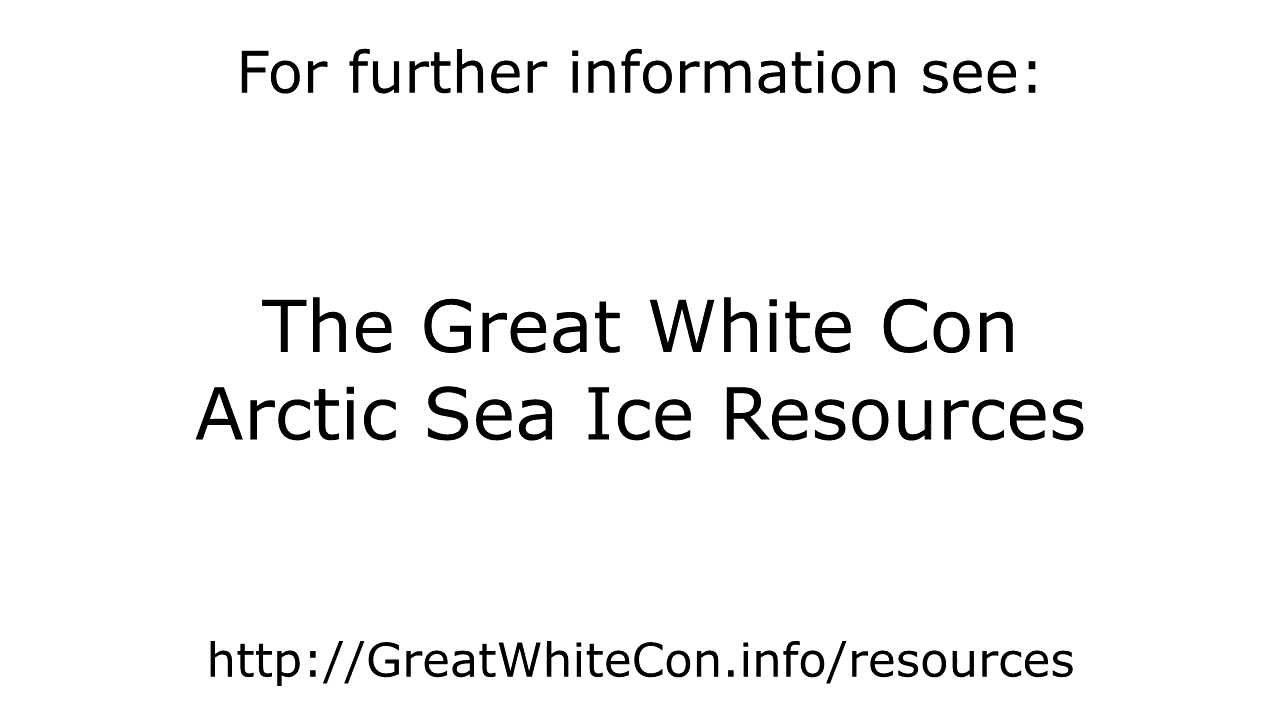 For further information see:
The Great White Con
Arctic Sea Ice Resources
http://GreatWhiteCon.info/resources